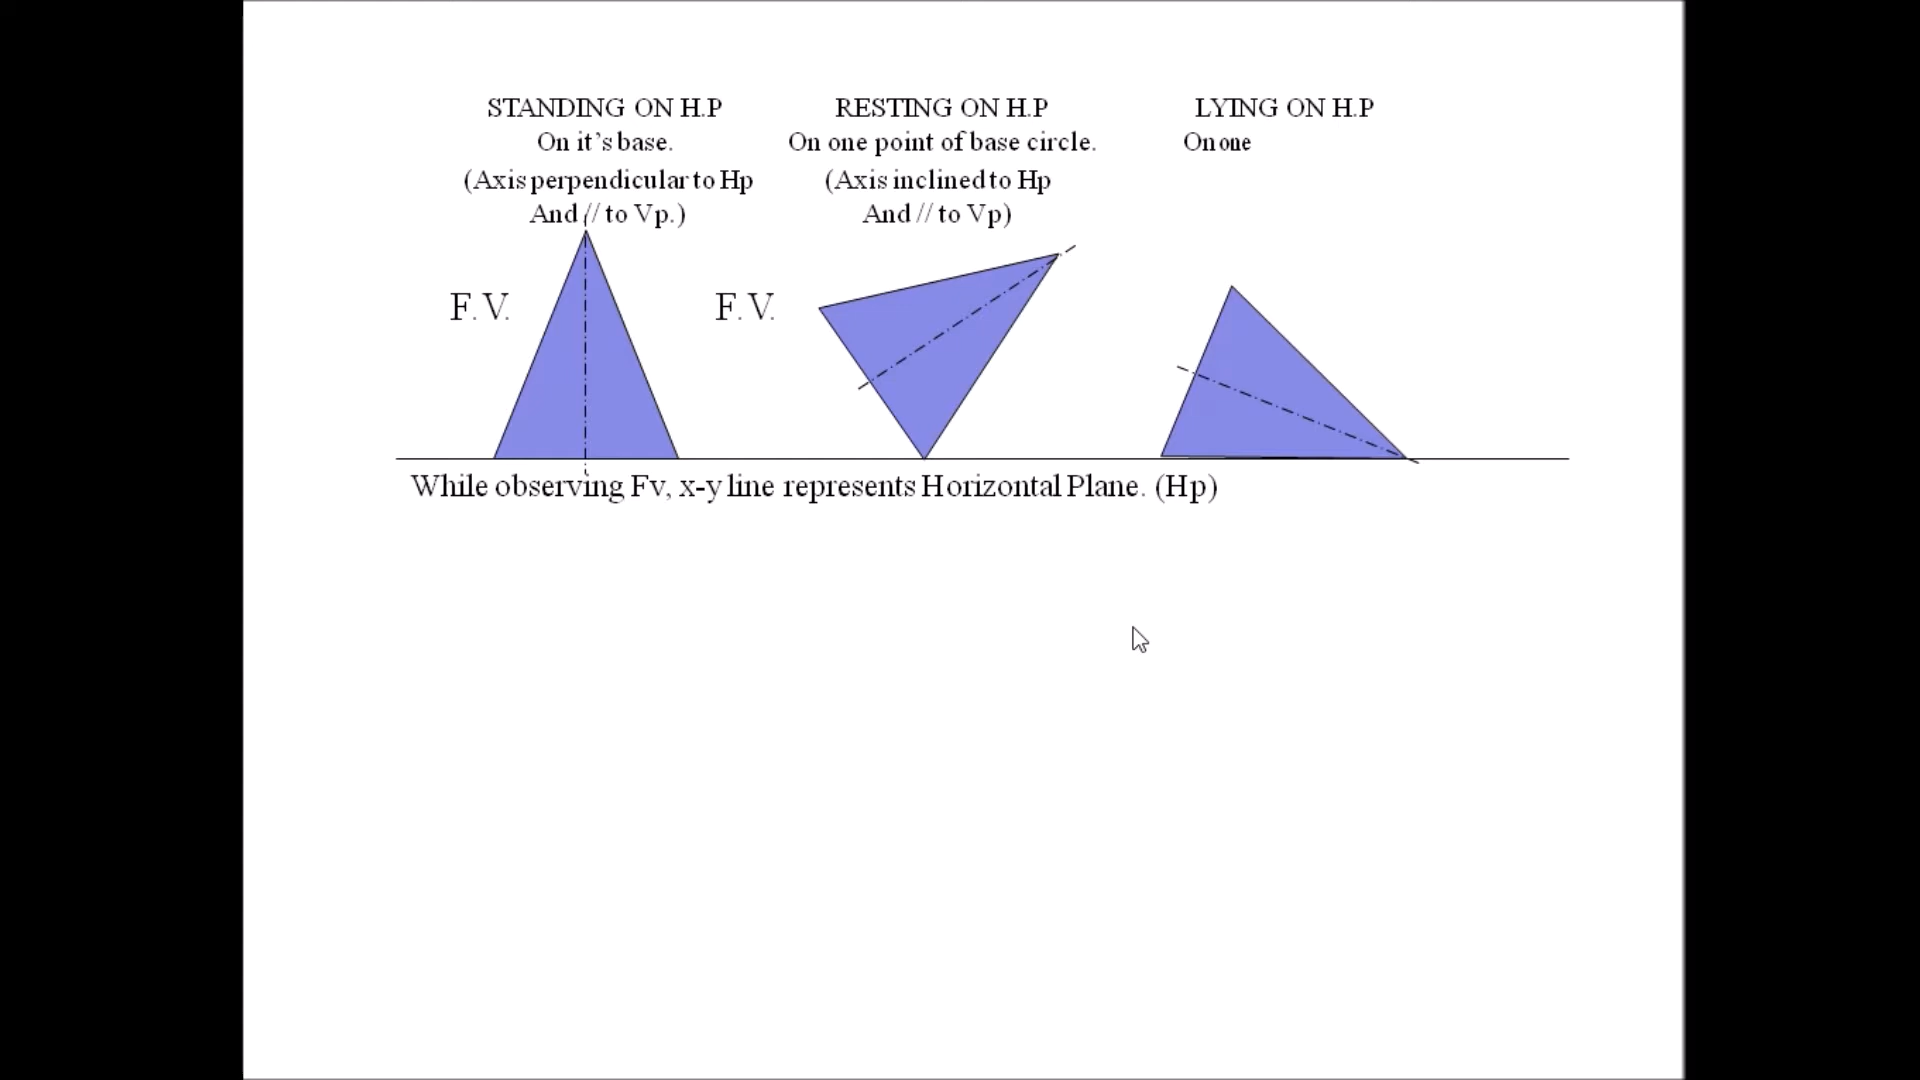 STANDING ON H.P
On it’s base.
(Axis perpendicular to Hp
And // to Vp.)
F.V.
RESTING ON H.P
On one point of base circle.
(Axis inclined to Hp
And // to Vp)
F.V.
LYING ON H.P
On one
While observing Fv, x-y line represents Horizontal Plane. (Hp)